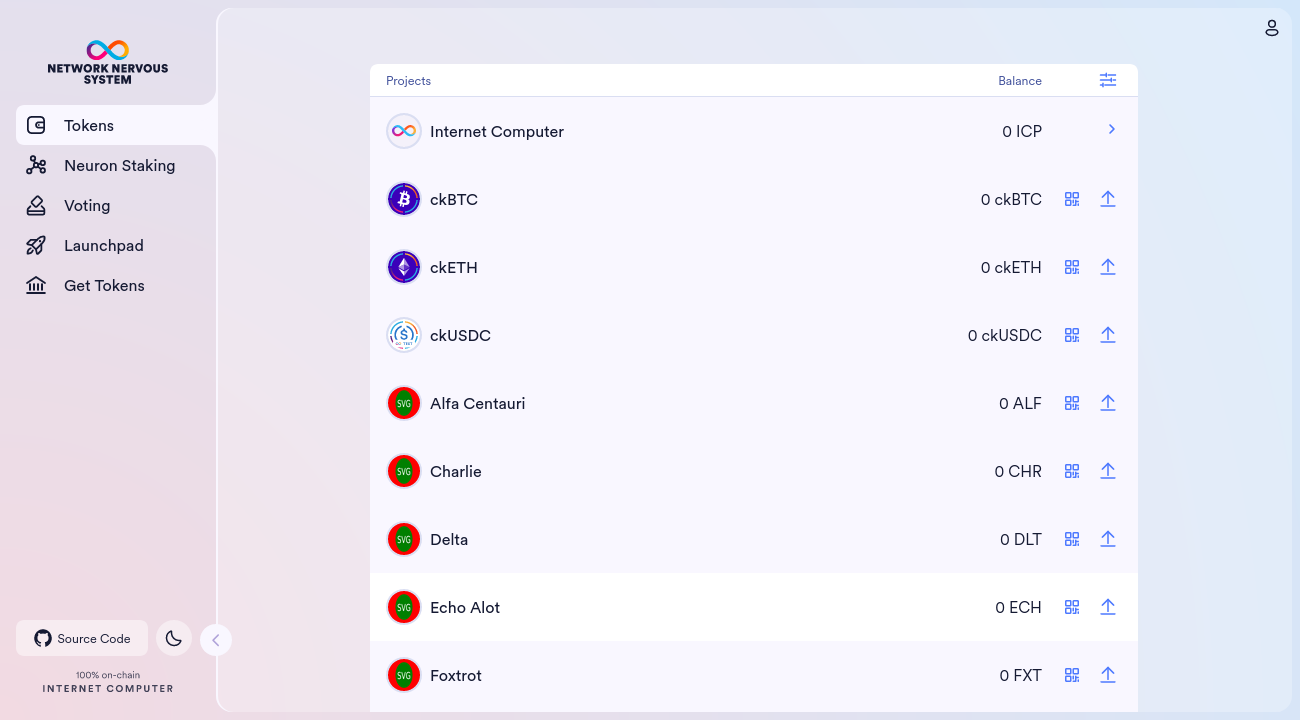 NETWORK NERVOUS
SYSTEM
Tokens
Neuron Staking
Voting
Launchpad
Get Tokens
Source Code
100% on-chain
INTERNET COMPUTER
Projects Balance
Internet Computer 0 ICP
ckBTC 0 ckBTC
ckETH 0 ckETH
ckUSDC 0 ckUSDC
SVG Alfa Centauri 0 ALF
SVG Charlie 0 CHR
SVG Delta 0 DLT
SVG Echo Alot 0 ECH
SVG Foxtrot 0 FXT